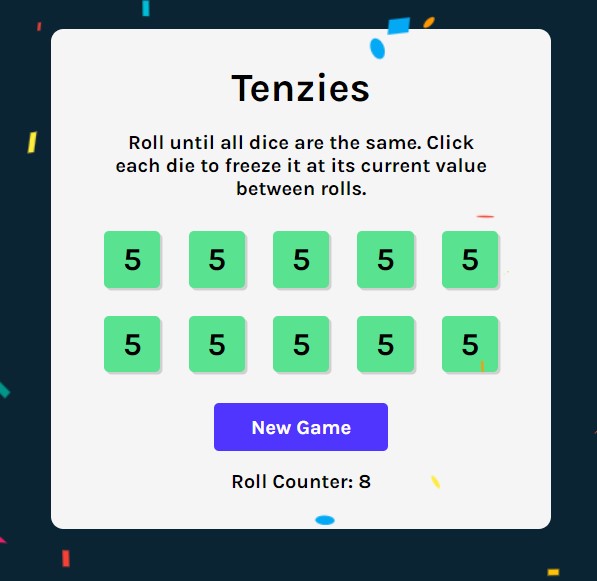 Tenzies
Roll until all dice are the same. Click
each die to freeze it at its current value
between rolls.
5 5 5 5 5
5 5 5 5 5
New Game
Roll Counter: 8